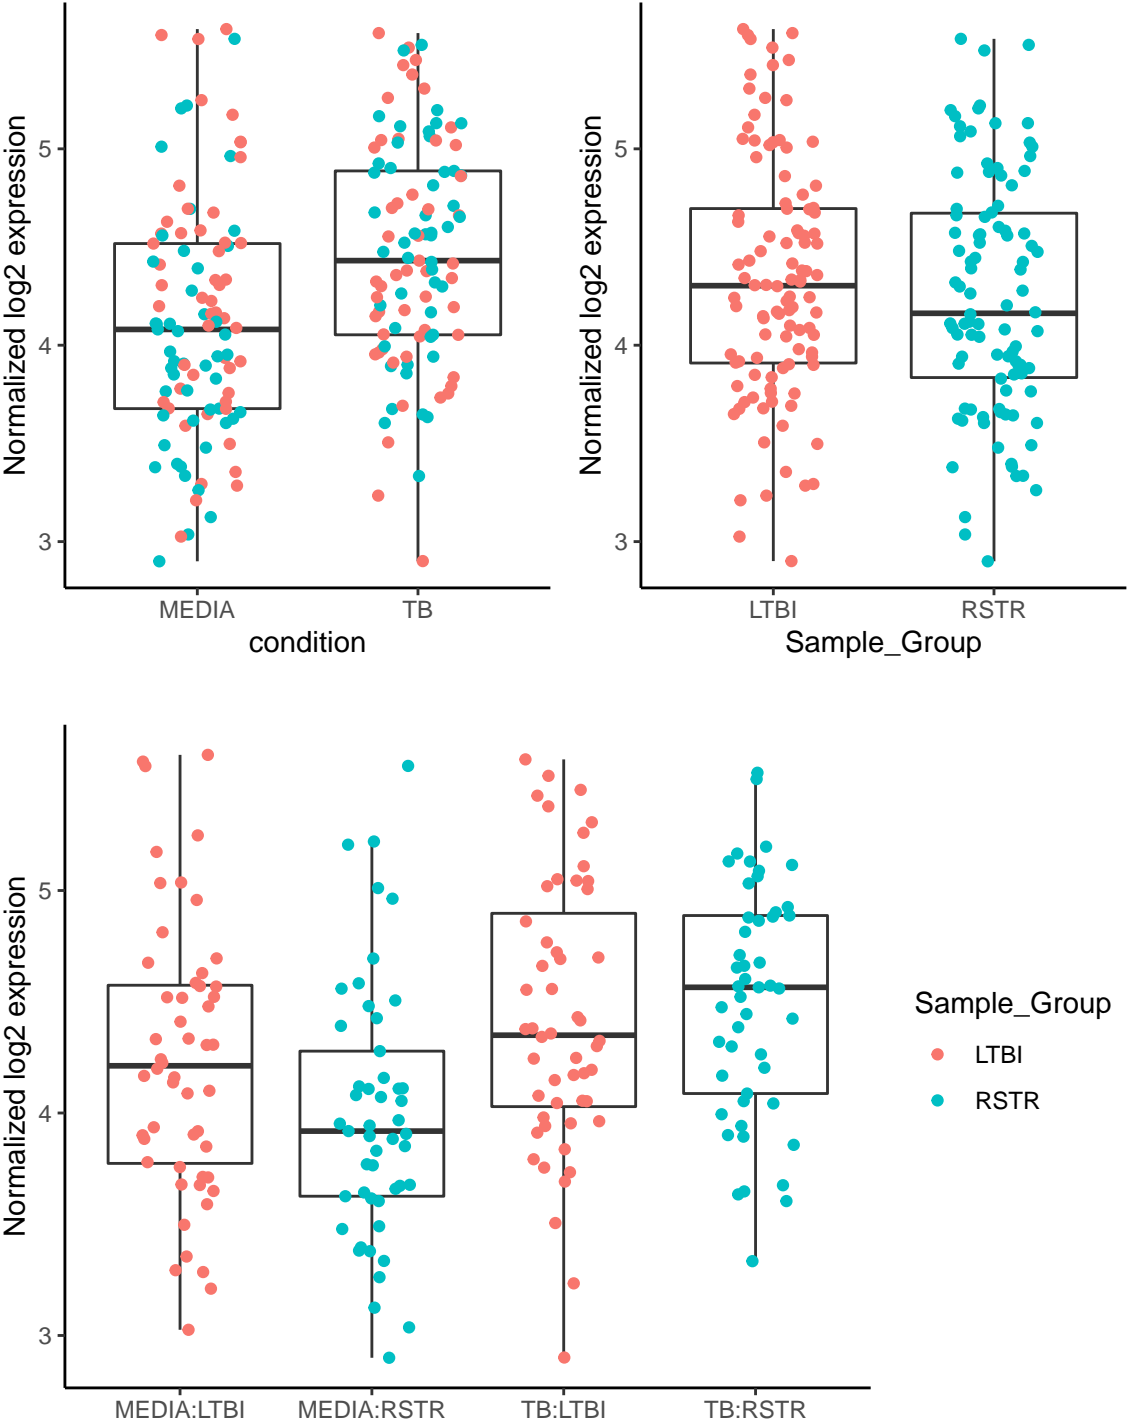 Normalized log2 expression
5
4
3
MEDIA TB
condition
Normalized log2 expression
5
4
3
LTBI RSTR
Sample_Group
Normalized log2 expression
5
4
3
MEDIA:LTBI MEDIA:RSTR TB:LTBI TB:RSTR
Sample_Group
LTBI
RSTR